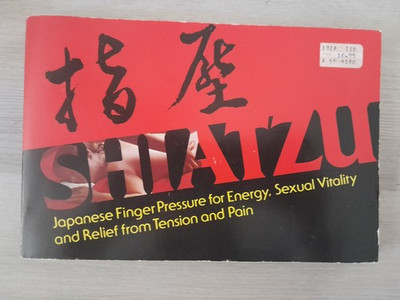 指圧
SHIATZU
Japanese Finger Pressure for Energy, Sexual Vitality
and Relief from Tension and Pain